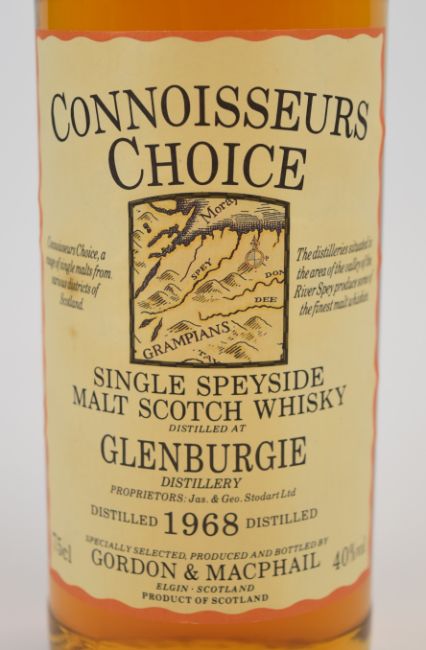 CONNOISSEURS
CHOICE
Connoisseurs Choice, a
range of single malts from
various districts of
Scotland.
Moray
SPEY
DON
DEE
GRAMPIANS
The distilleries situated in
the area of the valley of the
River Spey produce some of
the finest malt whiskies.
SINGLE SPEYSIDE
MALT SCOTCH WHISKY
DISTILLED AT
GLENBURGIE
DISTILLERY
PROPRIETORS: Jas. & Geo. Stodart Ltd
DISTILLED 1968 DISTILLED
SPECIALLY SELECTED, PRODUCED AND BOTTLED BY
75cl GORDON & MACPHAIL 40%vol
ELGIN · SCOTLAND
PRODUCT OF SCOTLAND